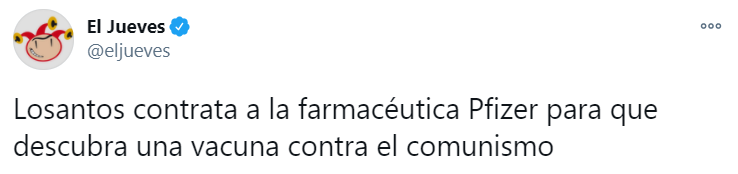 El Jueves
@eljueves
Losantos contrata a la farmacéutica Pfizer para que
descubra una vacuna contra el comunismo